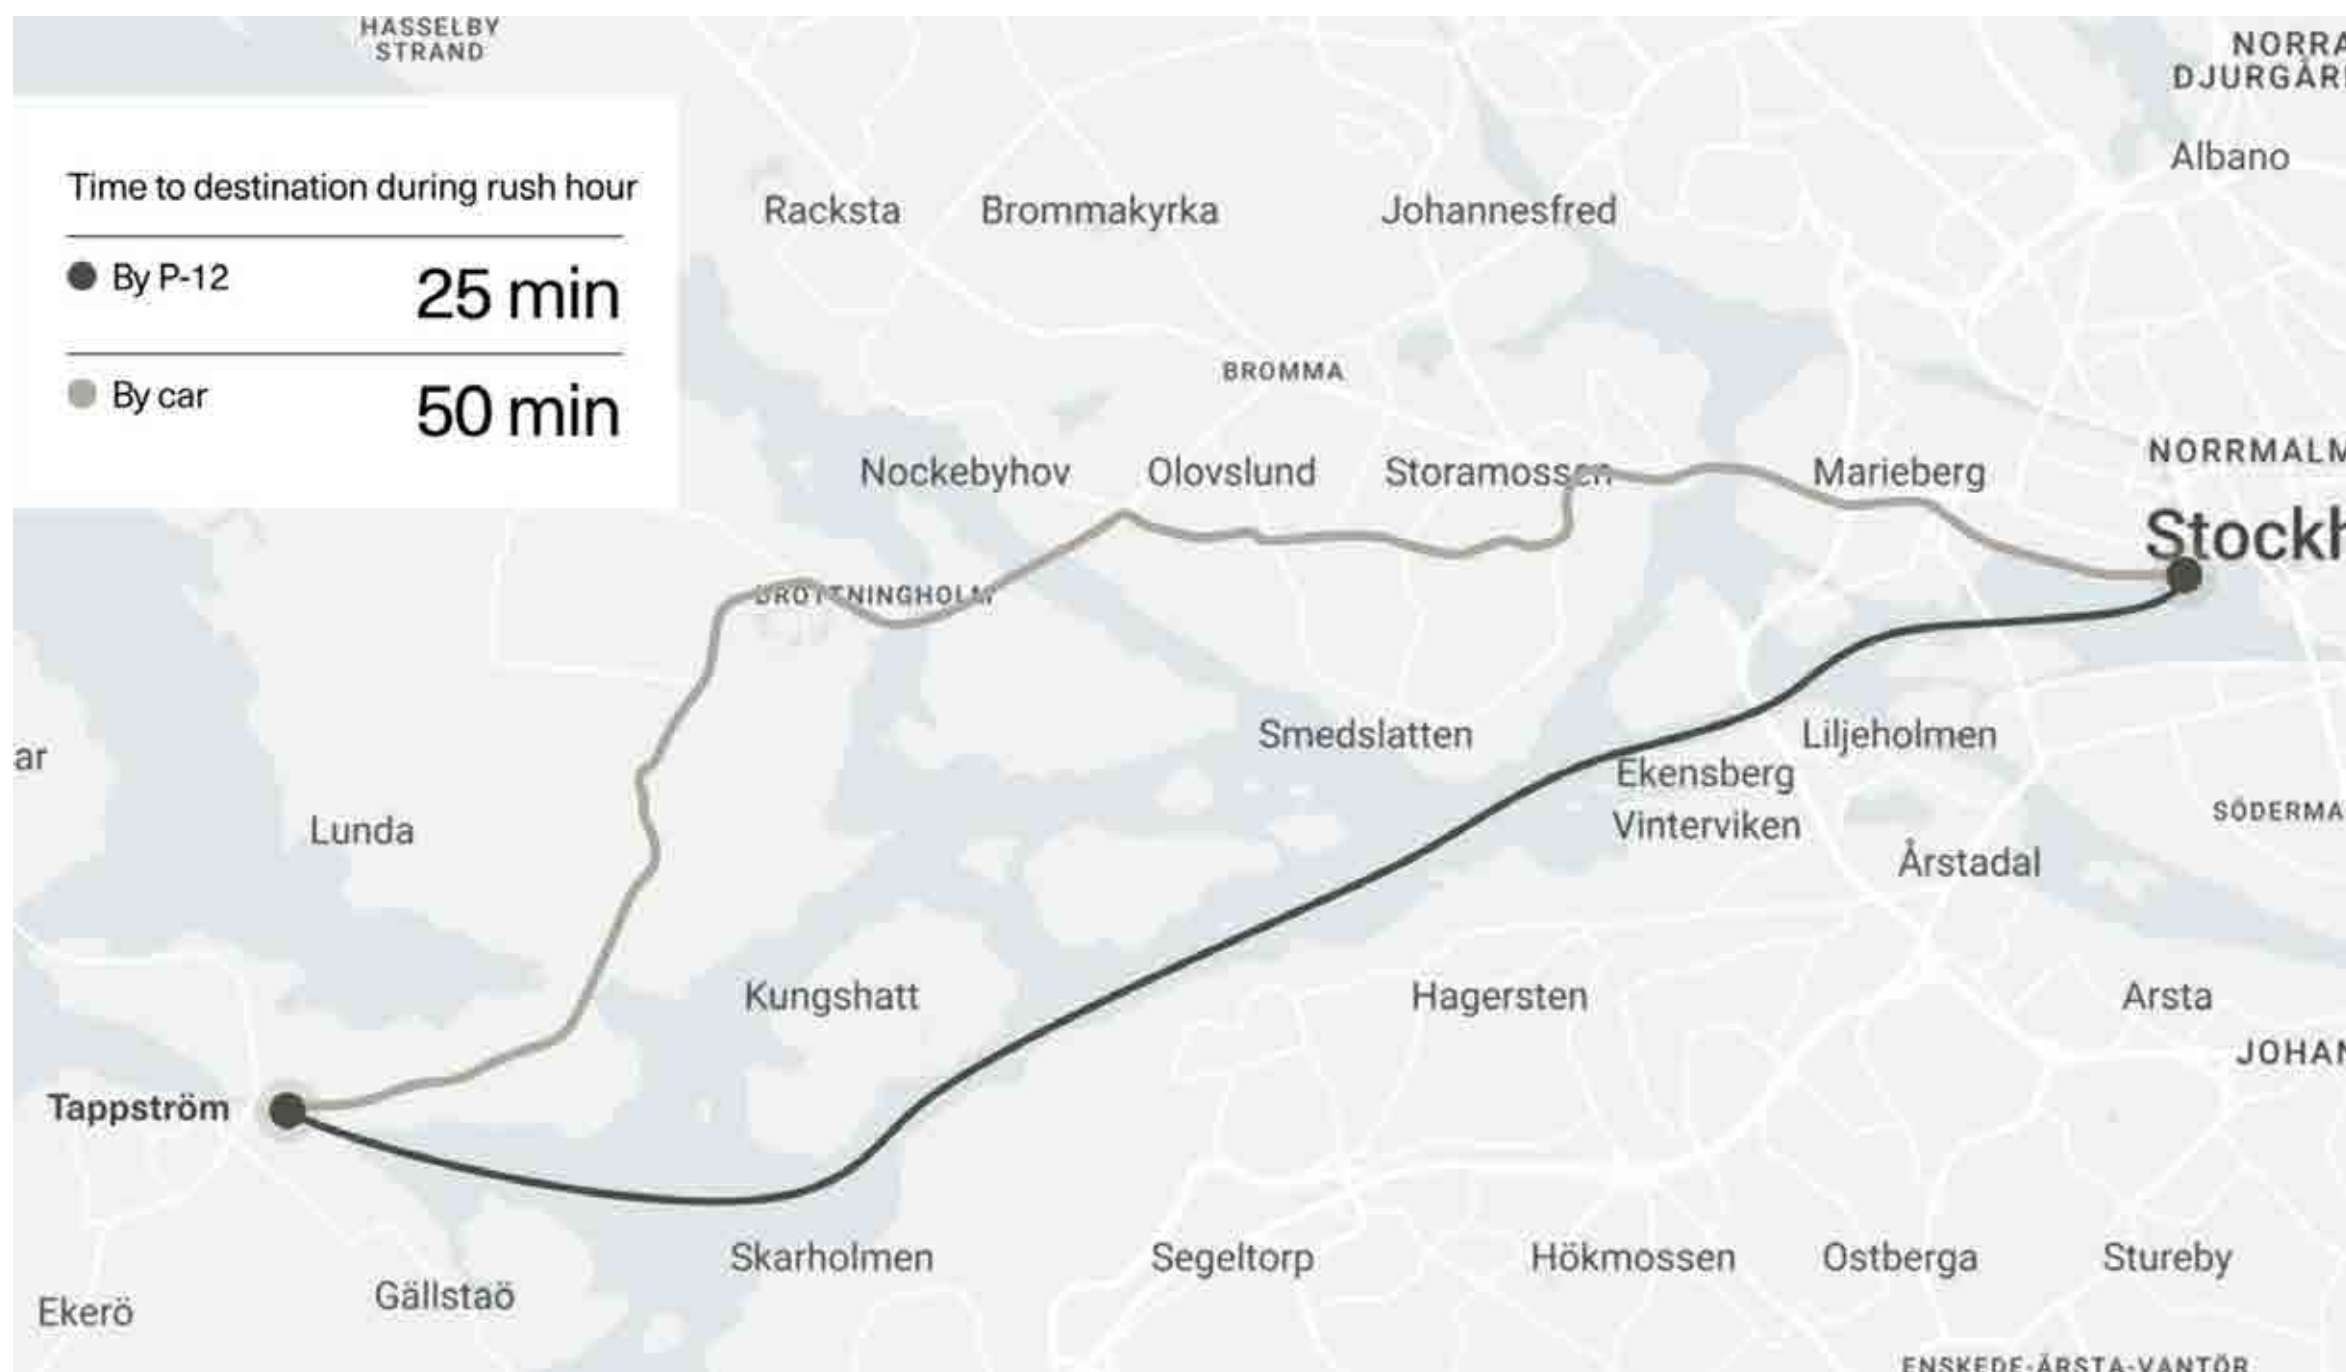 HASSELBY
STRAND
NORRA
DJURGÅR
Albano
Time to destination during rush hour
By P-12
25 min
By car
50 min
Racksta
Brommakyrka
Johannesfred
BROMMA
Nockebyhov
Olovslund
Storamossen
Marieberg
NORRMALM
Stockh
DROTTNINGHOLM
Smedslatten
Liljeholmen
ar
Ekensberg
Vinterviken
SÖDERMA
Lunda
Årstadal
Kungshatt
Hagersten
Arsta
JOHAN
Tappström
Skarholmen
Segeltorp
Hökmossen
Ostberga
Stureby
Gällstaö
Ekerö
ENSKEDE-ÅRSTA-VANTÖR